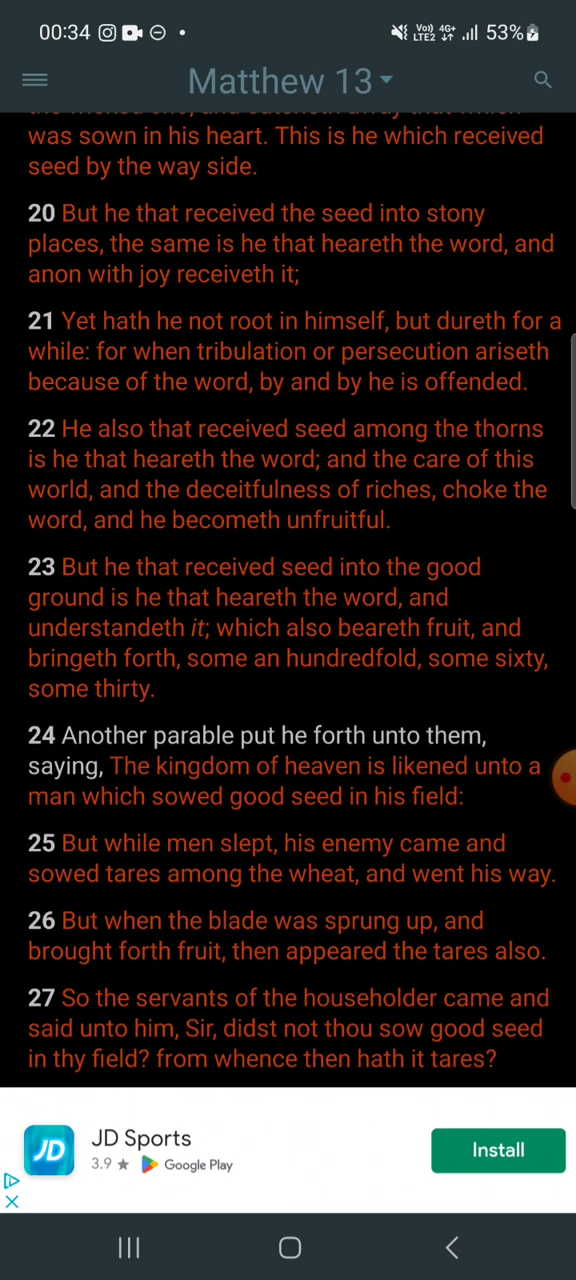 00:34
Vo)) 4G+
LTE2
53%
Matthew 13
was sown in his heart. This is he which received
seed by the way side.
20 But he that received the seed into stony
places, the same is he that heareth the word, and
anon with joy receiveth it;
21 Yet hath he not root in himself, but dureth for a
while: for when tribulation or persecution ariseth
because of the word, by and by he is offended.
22 He also that received seed among the thorns
is he that heareth the word; and the care of this
world, and the deceitfulness of riches, choke the
word, and he becometh unfruitful.
23 But he that received seed into the good
ground is he that heareth the word, and
understandeth it; which also beareth fruit, and
bringeth forth, some an hundredfold, some sixty,
some thirty.
24 Another parable put he forth unto them,
saying, The kingdom of heaven is likened unto a
man which sowed good seed in his field:
25 But while men slept, his enemy came and
sowed tares among the wheat, and went his way.
26 But when the blade was sprung up, and
brought forth fruit, then appeared the tares also.
27 So the servants of the householder came and
said unto him, Sir, didst not thou sow good seed
in thy field? from whence then hath it tares?
JD
JD Sports
3.9 ★ Google Play
Install